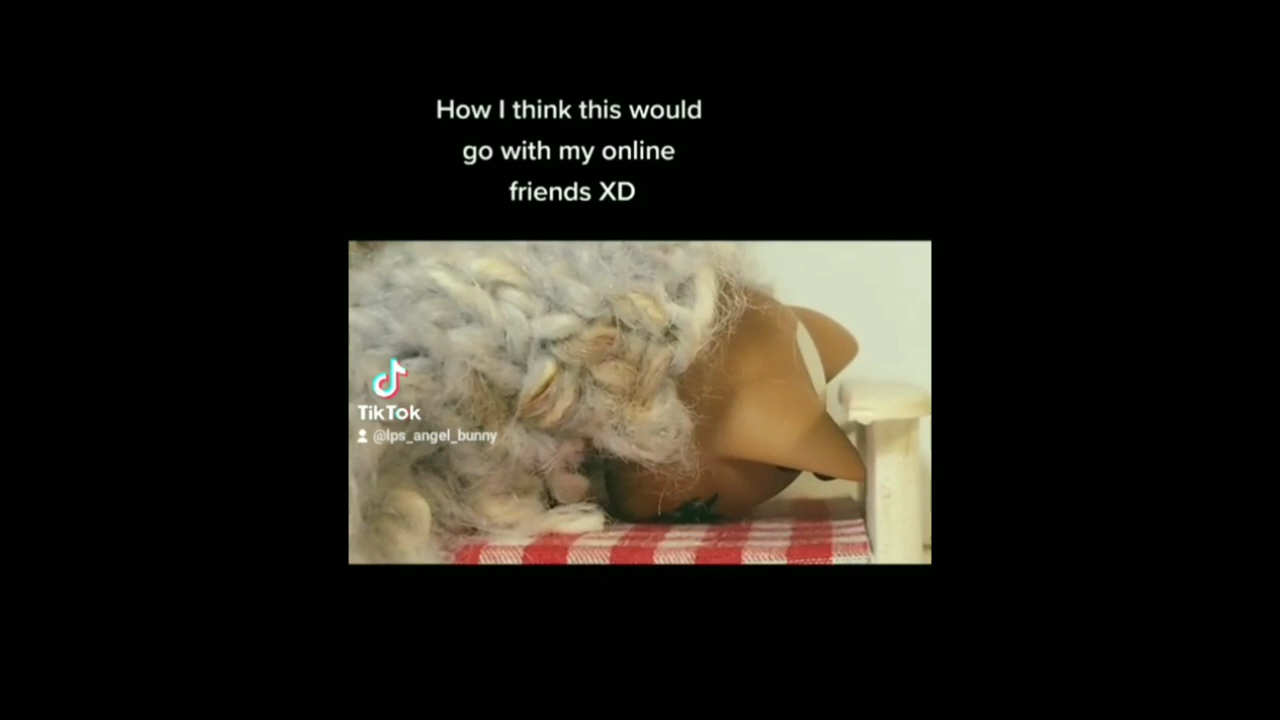 How I think this would
go with my online
friends XD
TikTok
@lps_angel_bunny